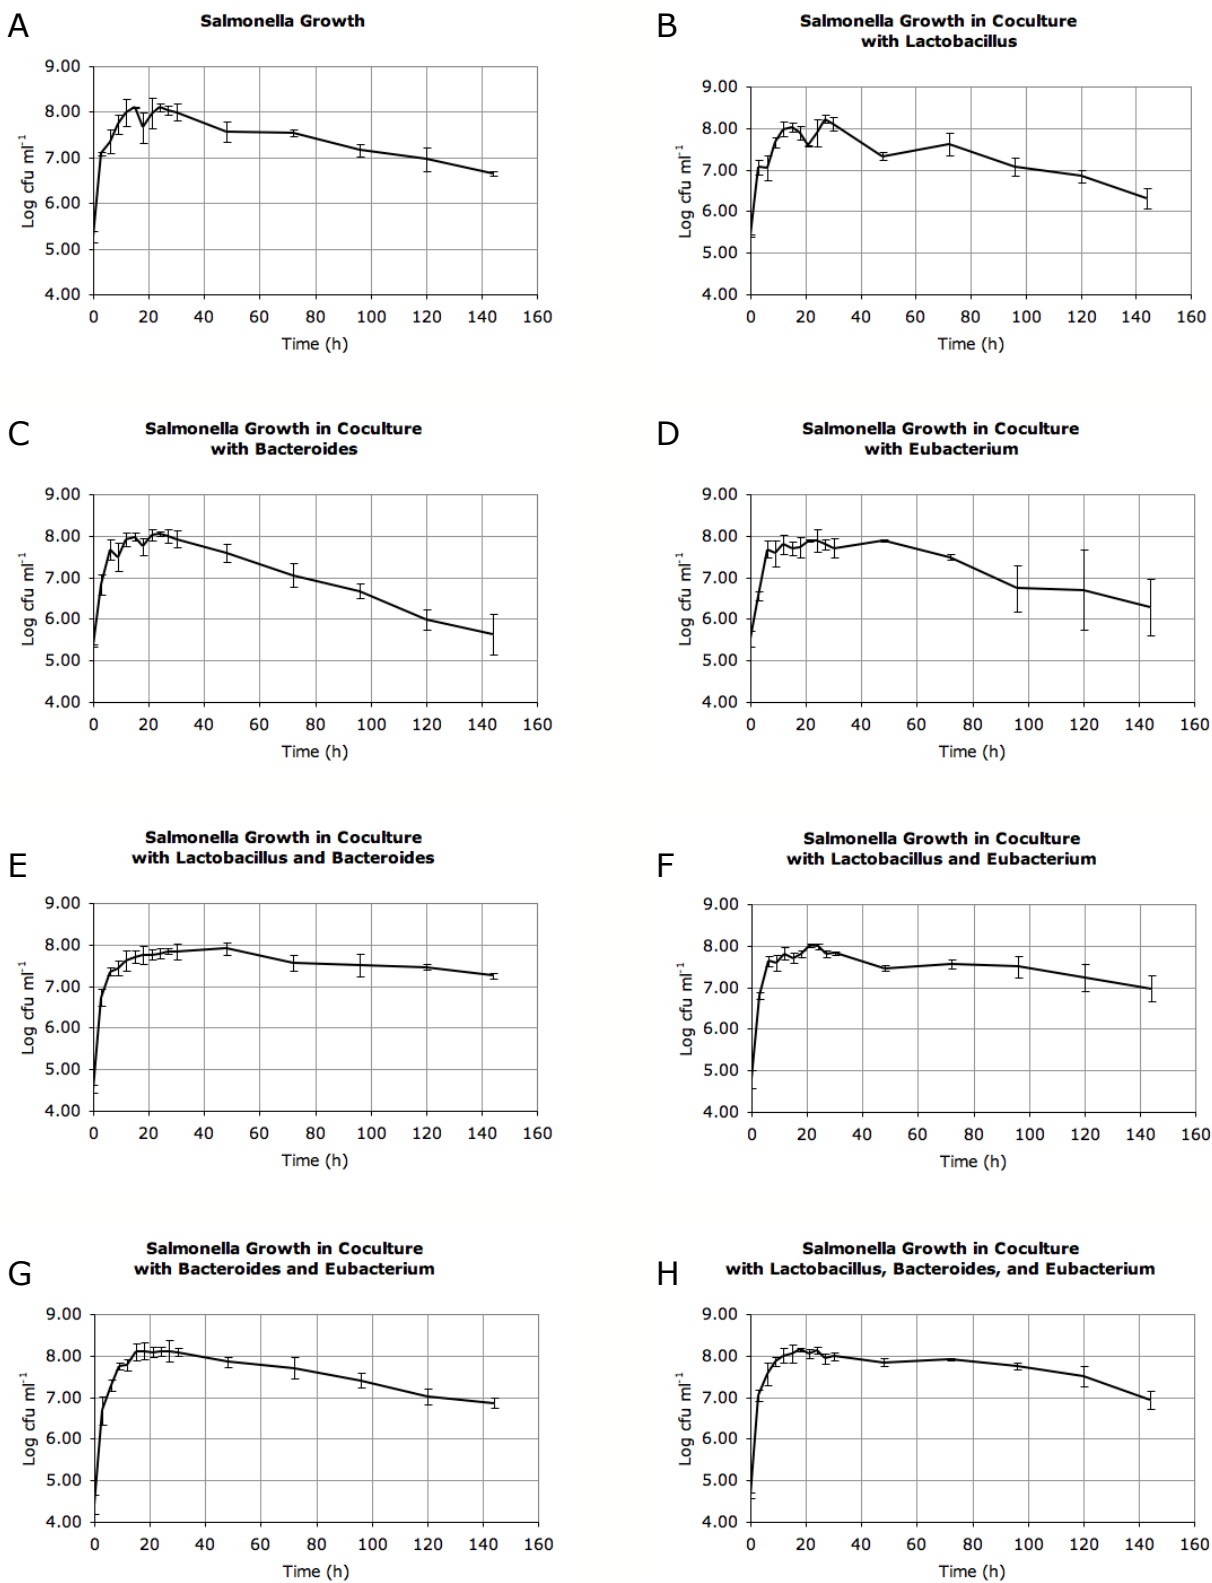 A
Salmonella Growth
9.00
8.00
7.00
6.00
5.00
4.00
Log cfu ml⁻¹
0 20 40 60 80 100 120 140 160
Time (h)
B
Salmonella Growth in Coculture
with Lactobacillus
9.00
8.00
7.00
6.00
5.00
4.00
Log cfu ml⁻¹
0 20 40 60 80 100 120 140 160
Time (h)
C
Salmonella Growth in Coculture
with Bacteroides
9.00
8.00
7.00
6.00
5.00
4.00
Log cfu ml⁻¹
0 20 40 60 80 100 120 140 160
Time (h)
D
Salmonella Growth in Coculture
with Eubacterium
9.00
8.00
7.00
6.00
5.00
4.00
Log cfu ml⁻¹
0 20 40 60 80 100 120 140 160
Time (h)
E
Salmonella Growth in Coculture
with Lactobacillus and Bacteroides
9.00
8.00
7.00
6.00
5.00
4.00
Log cfu ml⁻¹
0 20 40 60 80 100 120 140 160
Time (h)
F
Salmonella Growth in Coculture
with Lactobacillus and Eubacterium
9.00
8.00
7.00
6.00
5.00
4.00
Log cfu ml⁻¹
0 20 40 60 80 100 120 140 160
Time (h)
G
Salmonella Growth in Coculture
with Bacteroides and Eubacterium
9.00
8.00
7.00
6.00
5.00
4.00
Log cfu ml⁻¹
0 20 40 60 80 100 120 140 160
Time (h)
H
Salmonella Growth in Coculture
with Lactobacillus, Bacteroides, and Eubacterium
9.00
8.00
7.00
6.00
5.00
4.00
Log cfu ml⁻¹
0 20 40 60 80 100 120 140 160
Time (h)